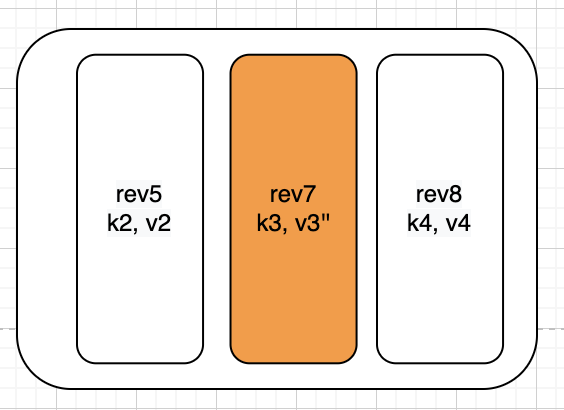 rev5
k2, v2
rev7
k3, v3"
rev8
k4, v4